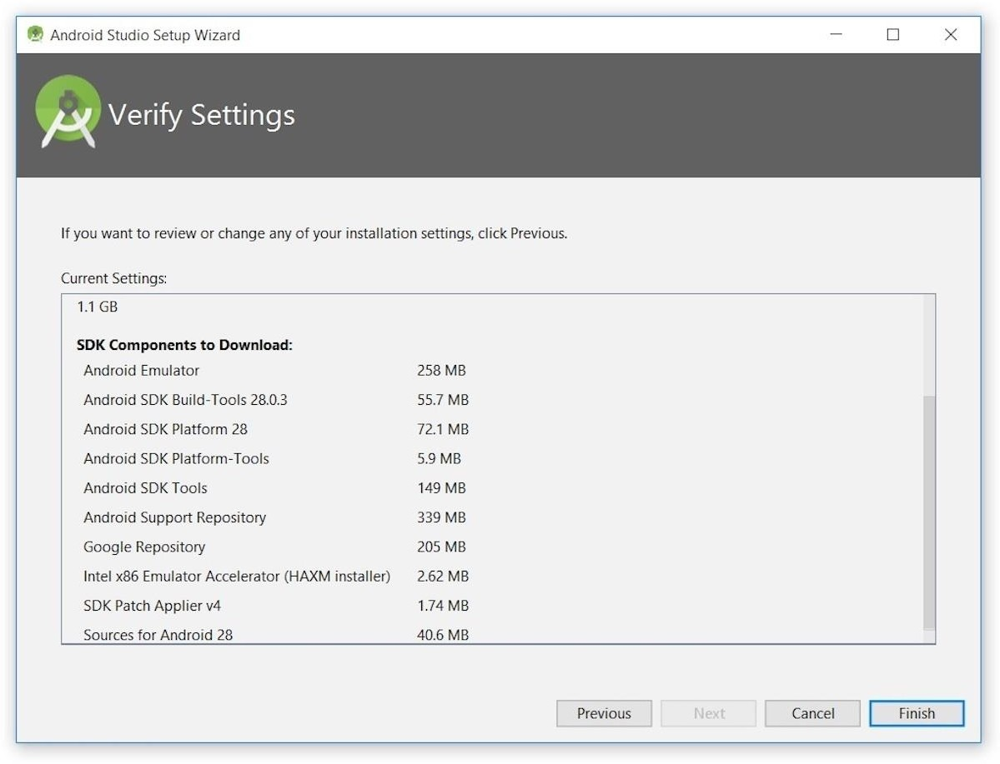 Android Studio Setup Wizard
Verify Settings
If you want to review or change any of your installation settings, click Previous.
Current Settings:
1.1 GB
SDK Components to Download:
Android Emulator 258 MB
Android SDK Build-Tools 28.0.3 55.7 MB
Android SDK Platform 28 72.1 MB
Android SDK Platform-Tools 5.9 MB
Android SDK Tools 149 MB
Android Support Repository 339 MB
Google Repository 205 MB
Intel x86 Emulator Accelerator (HAXM installer) 2.62 MB
SDK Patch Applier v4 1.74 MB
Sources for Android 28 40.6 MB
Previous Next Cancel Finish